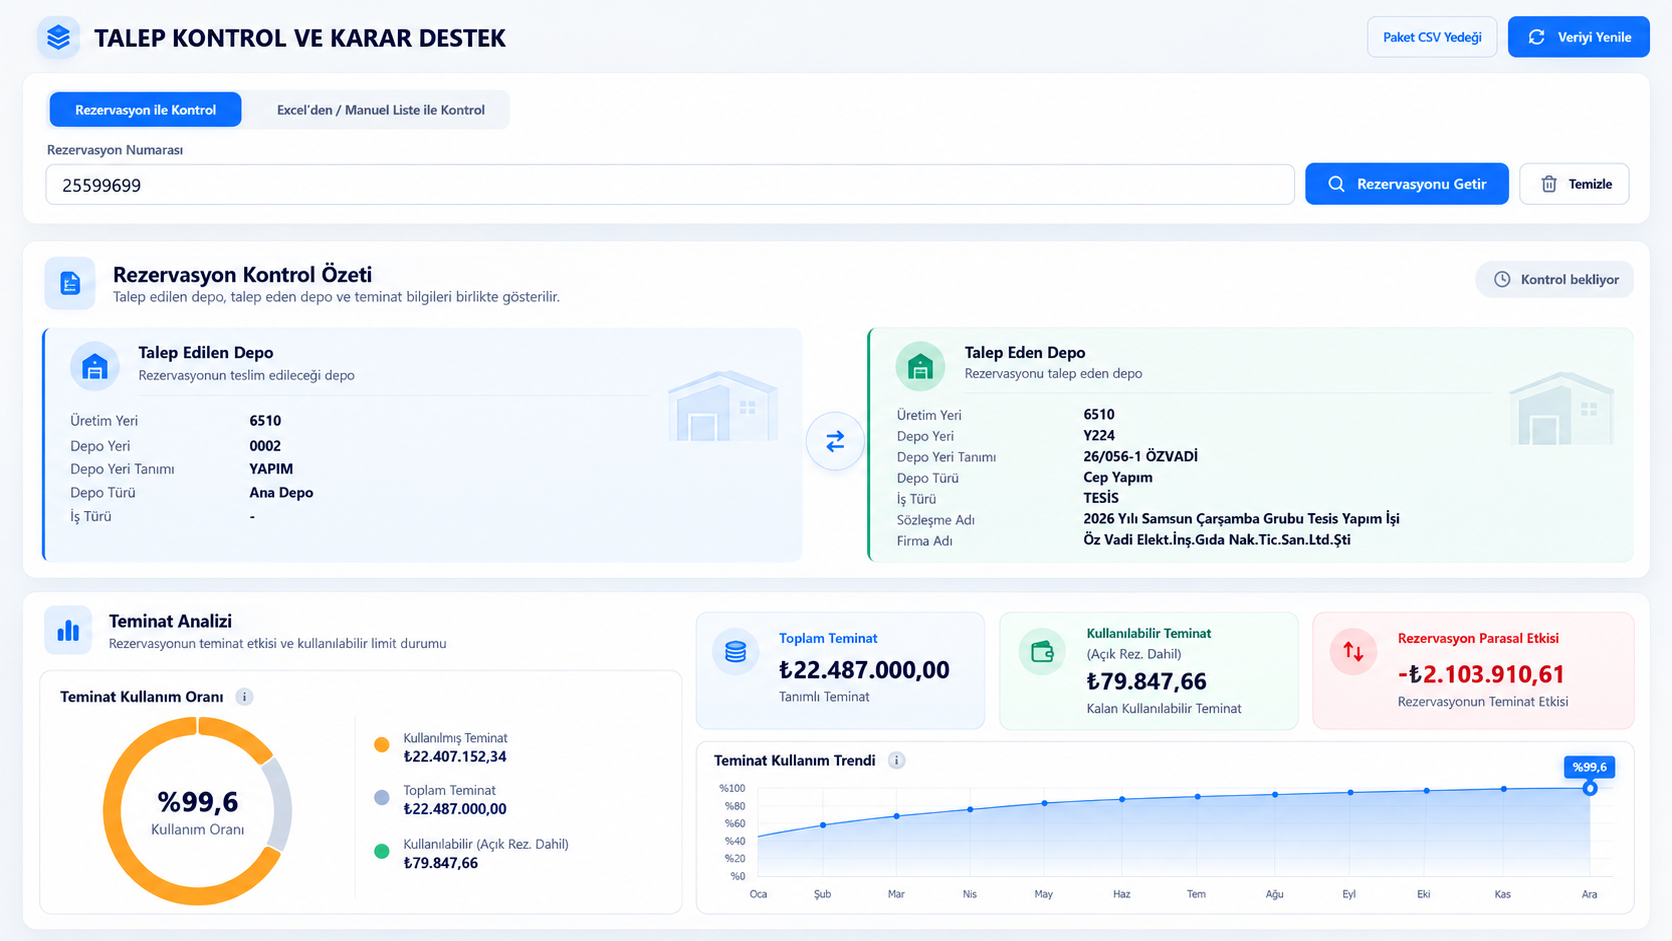 TALEP KONTROL VE KARAR DESTEK
Paket CSV Yedeği
Veriyi Yenile
Rezervasyon ile Kontrol
Excel'den / Manuel Liste ile Kontrol
Rezervasyon Numarası
25599699
Rezervasyonu Getir
Temizle
Rezervasyon Kontrol Özeti
Talep edilen depo, talep eden depo ve teminat bilgileri birlikte gösterilir.
Kontrol bekliyor
Talep Edilen Depo
Rezervasyonun teslim edileceği depo
Üretim Yeri 6510
Depo Yeri 0002
Depo Yeri Tanımı YAPIM
Depo Türü Ana Depo
İş Türü -
Talep Eden Depo
Rezervasyonu talep eden depo
Üretim Yeri 6510
Depo Yeri Y224
Depo Yeri Tanımı 26/056-1 ÖZVADİ
Depo Türü Cep Yapım
İş Türü TESİS
Sözleşme Adı 2026 Yılı Samsun Çarşamba Grubu Tesis Yapım İşi
Firma Adı Öz Vadi Elekt.İnş.Gıda Nak.Tic.San.Ltd.Şti
Teminat Analizi
Rezervasyonun teminat etkisi ve kullanılabilir limit durumu
Teminat Kullanım Oranı i
%99,6
Kullanım Oranı
Kullanılmış Teminat
₺22.407.152,34
Toplam Teminat
₺22.487.000,00
Kullanılabilir (Açık Rez. Dahil)
₺79.847,66
Toplam Teminat
₺22.487.000,00
Tanımlı Teminat
Kullanılabilir Teminat
(Açık Rez. Dahil)
₺79.847,66
Kalan Kullanılabilir Teminat
Rezervasyon Parasal Etkisi
-₺2.103.910,61
Rezervasyonun Teminat Etkisi
Teminat Kullanım Trendi i
%99,6
%100
%80
%60
%40
%20
%0
Oca Şub Mar Nis May Haz Tem Ağu Eyl Eki Kas Ara